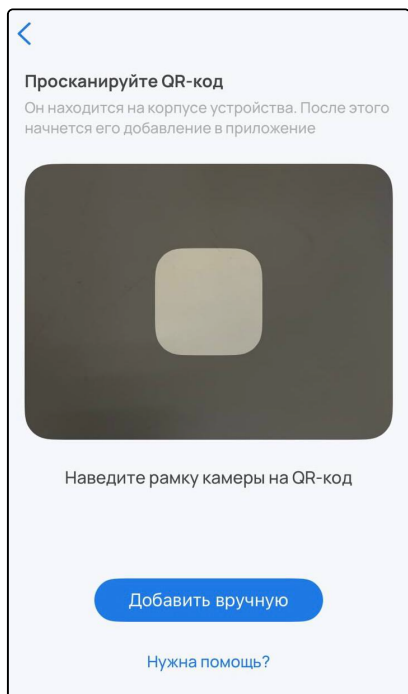 Просканируйте QR-код
Он находится на корпусе устройства. После этого
начнется его добавление в приложение
Наведите рамку камеры на QR-код
Добавить вручную
Нужна помощь?